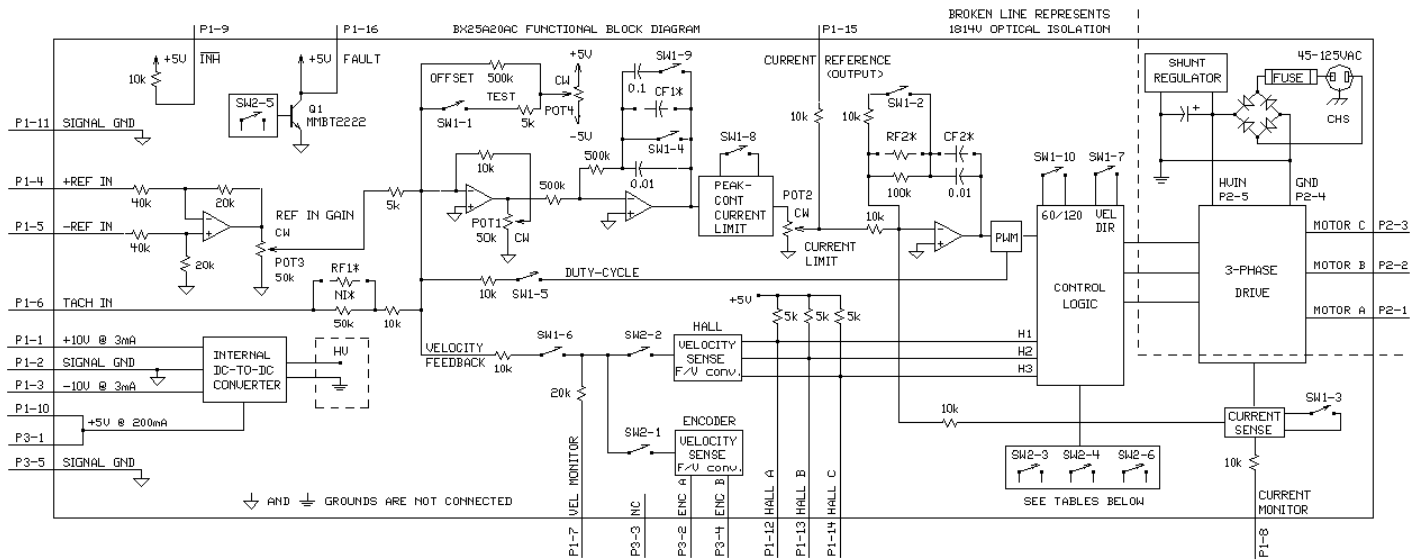 P1-9
P1-16
BX25A20AC FUNCTIONAL BLOCK DIAGRAM
P1-15
BROKEN LINE REPRESENTS
1814V OPTICAL ISOLATION
+5V
INH
10k
+5V
FAULT
SW2-5
Q1
MMBT2222
P1-11 SIGNAL GND
OFFSET
500k
+5V
CW
TEST
POT4
SW1-1
5k
-5V
SW1-9
0.1
CF1*
SW1-4
500k
0.01
SW1-8
CURRENT REFERENCE
(OUTPUT)
10k
SW1-2
10k
RF2*
CF2*
100k
0.01
SHUNT
REGULATOR
45-125VAC
FUSE
CHS
HVIN
P2-5
GND
P2-4
P1-4 +REF IN
40k
20k
P1-5 -REF IN
40k
20k
REF IN GAIN
CW
POT3
50k
5k
10k
POT1
50k
CW
500k
PEAK-
CONT
CURRENT
LIMIT
POT2
CW
CURRENT
LIMIT
10k
PWM
SW1-10
SW1-7
60/120
VEL
DIR
CONTROL
LOGIC
3-PHASE
DRIVE
MOTOR C P2-3
MOTOR B P2-2
MOTOR A P2-1
P1-6 TACH IN
RF1*
NI*
50k
10k
10k
SW1-5
DUTY-CYCLE
+5V
5k
5k
5k
P1-1 +10V @ 3mA
P1-2 SIGNAL GND
P1-3 -10V @ 3mA
P1-10
P3-1
+5V @ 200mA
P3-5 SIGNAL GND
INTERNAL
DC-TO-DC
CONVERTER
HV
VELOCITY
FEEDBACK
10k
SW1-6
SW2-2
HALL
VELOCITY
SENSE
F/V conv.
H1
H2
H3
20k
SW2-1
ENCODER
VELOCITY
SENSE
F/V conv.
10k
SW1-3
CURRENT
SENSE
10k
SW2-3
SW2-4
SW2-6
SEE TABLES BELOW
CURRENT
MONITOR
AND
GROUNDS ARE NOT CONNECTED
P1-7 VEL MONITOR
P3-3 NC
P3-2 ENC A
P3-4 ENC B
P1-12 HALL A
P1-13 HALL B
P1-14 HALL C
P1-8